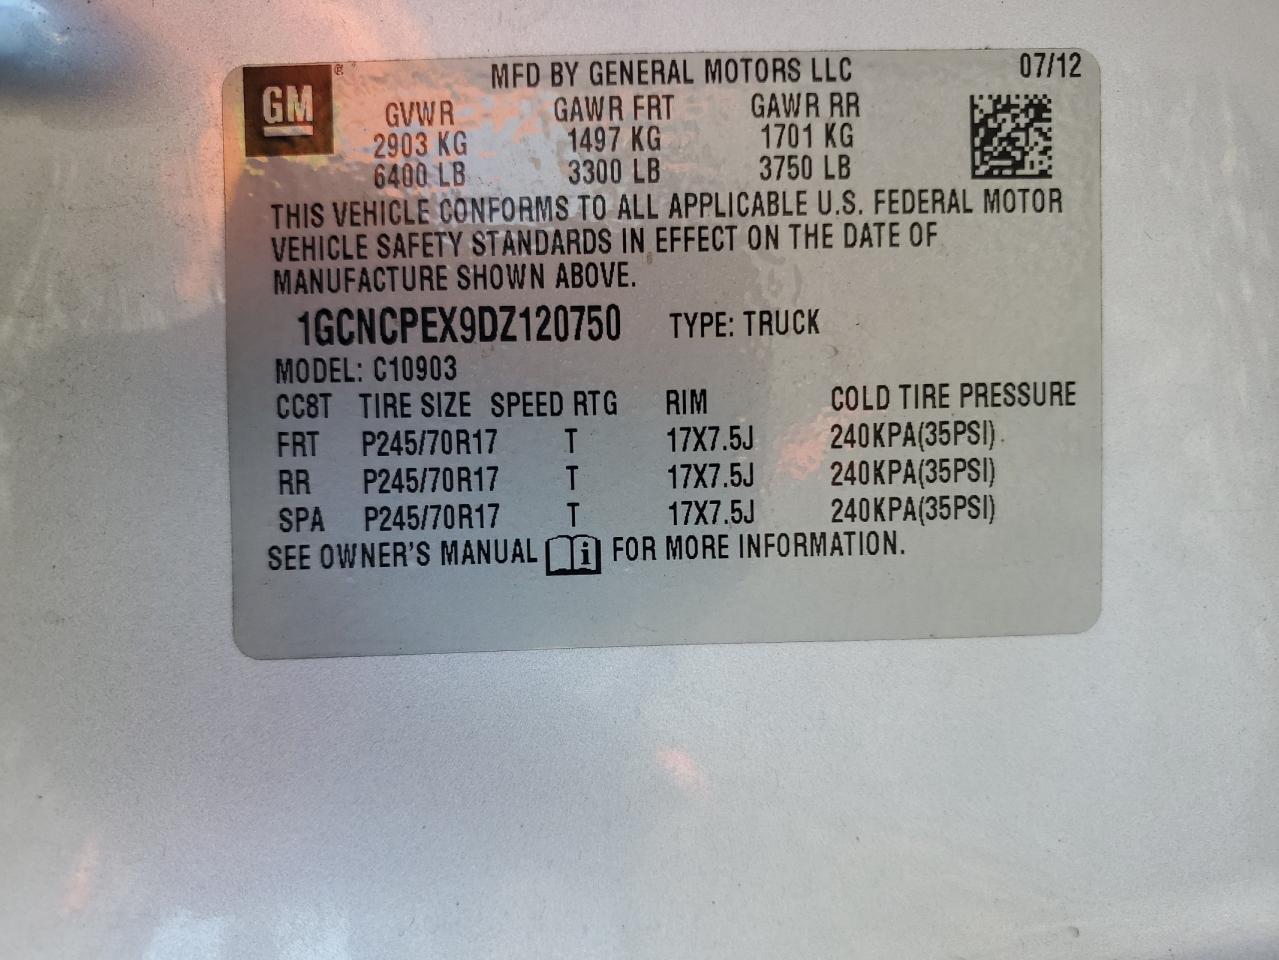 GM ® MFD BY GENERAL MOTORS LLC 07/12
GVWR GAWR FRT GAWR RR
2903 KG 1497 KG 1701 KG
6400 LB 3300 LB 3750 LB
THIS VEHICLE CONFORMS TO ALL APPLICABLE U.S. FEDERAL MOTOR
VEHICLE SAFETY STANDARDS IN EFFECT ON THE DATE OF
MANUFACTURE SHOWN ABOVE.
1GCNCPEX9DZ120750 TYPE: TRUCK
MODEL: C10903
CC8T TIRE SIZE SPEED RTG RIM COLD TIRE PRESSURE
FRT P245/70R17 T 17X7.5J 240KPA(35PSI)
RR P245/70R17 T 17X7.5J 240KPA(35PSI)
SPA P245/70R17 T 17X7.5J 240KPA(35PSI)
SEE OWNER'S MANUAL i FOR MORE INFORMATION.